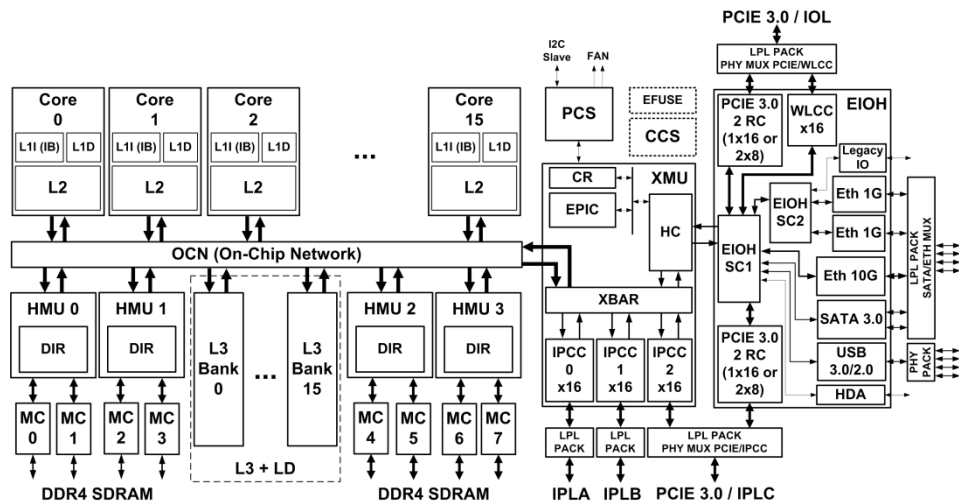 PCIE 3.0 / IOL
LPL PACK
PHY MUX PCIE/WLCC
I2C
Slave
FAN
PCS
EFUSE
CCS
Core
0
L1I (IB)
L1D
L2
Core
1
L1I (IB)
L1D
L2
Core
2
L1I (IB)
L1D
L2
...
Core
15
L1I (IB)
L1D
L2
OCN (On-Chip Network)
HMU 0
DIR
HMU 1
DIR
L3
Bank
0
...
L3
Bank
15
L3 + LD
HMU 2
DIR
HMU 3
DIR
MC
0
MC
1
MC
2
MC
3
MC
4
MC
5
MC
6
MC
7
DDR4 SDRAM
DDR4 SDRAM
XMU
CR
EPIC
HC
XBAR
IPCC
0
x16
IPCC
1
x16
IPCC
2
x16
LPL
PACK
LPL
PACK
LPL PACK
PHY MUX PCIE/IPCC
IPLA
IPLB
PCIE 3.0 / IPLC
EIOH
PCIE 3.0
2 RC
(1x16 or
2x8)
WLCC
x16
Legacy
IO
EIOH
SC2
Eth 1G
Eth 1G
EIOH
SC1
Eth 10G
SATA 3.0
PCIE 3.0
2 RC
(1x16 or
2x8)
USB
3.0/2.0
HDA
LPL PACK
SATA/ETH MUX
PHY
PACK